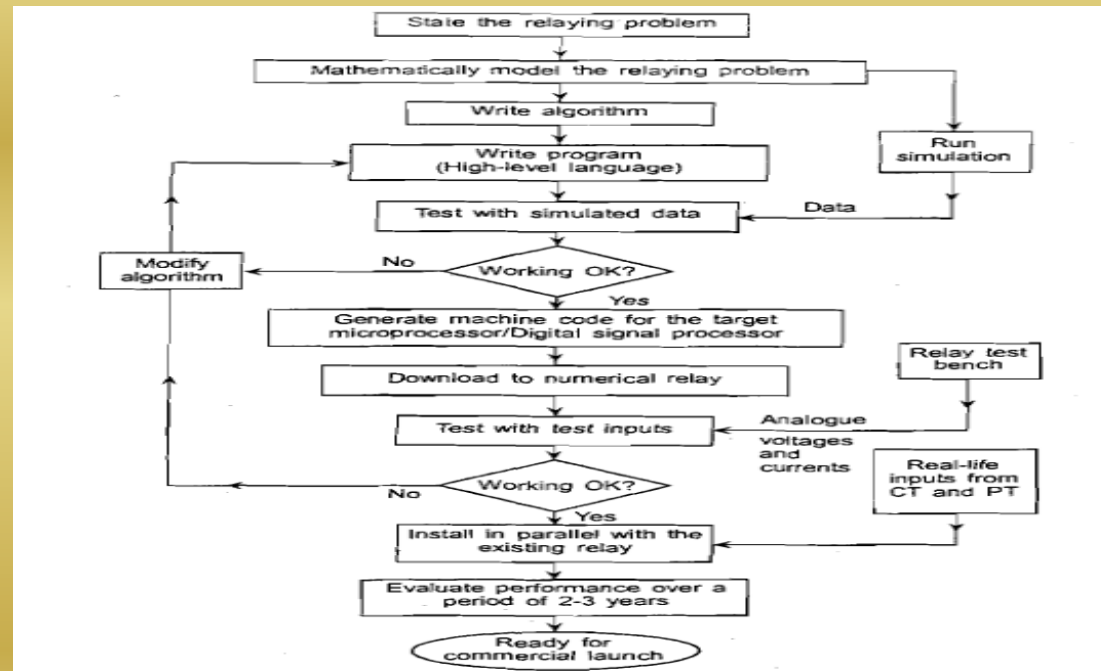 State the relaying problem
Mathematically model the relaying problem
Write algorithm
Run
simulation
Write program
(High-level language)
Test with simulated data
Data
Modify
algorithm
No
Working OK?
Yes
Generate machine code for the target
microprocessor/Digital signal processor
Relay test
bench
Download to numerical relay
Test with test inputs
Analogue
voltages
and
currents
Real-life
inputs from
CT and PT
No
Working OK?
Yes
Install in parallel with the
existing relay
Evaluate performance over a
period of 2-3 years
Ready for
commercial launch